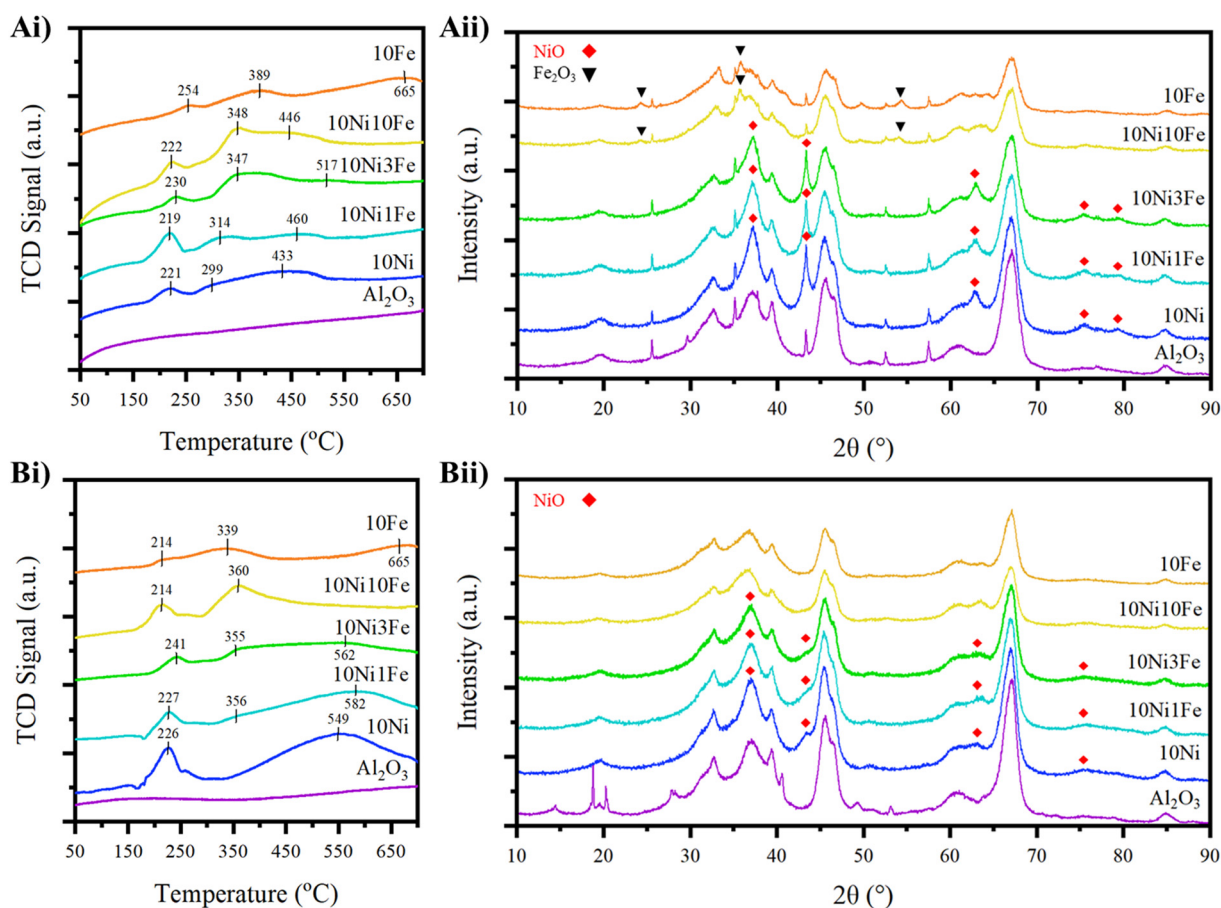 Ai)
TCD Signal (a.u.)
10Fe
254
389
665
10Ni10Fe
222
348
446
10Ni3Fe
230
347
517
10Ni1Fe
219
314
460
10Ni
221
299
433
Al₂O₃
50 150 250 350 450 550 650
Temperature (ºC)
Aii)
NiO
Fe₂O₃
Intensity (a.u.)
10Fe
10Ni10Fe
10Ni3Fe
10Ni1Fe
10Ni
Al₂O₃
10 20 30 40 50 60 70 80 90
2θ (°)
Bi)
TCD Signal (a.u.)
10Fe
214
339
665
10Ni10Fe
214
360
10Ni3Fe
241
355
562
10Ni1Fe
227
356
582
10Ni
226
549
Al₂O₃
50 150 250 350 450 550 650
Temperature (ºC)
Bii)
NiO
Intensity (a.u.)
10Fe
10Ni10Fe
10Ni3Fe
10Ni1Fe
10Ni
Al₂O₃
10 20 30 40 50 60 70 80 90
2θ (°)